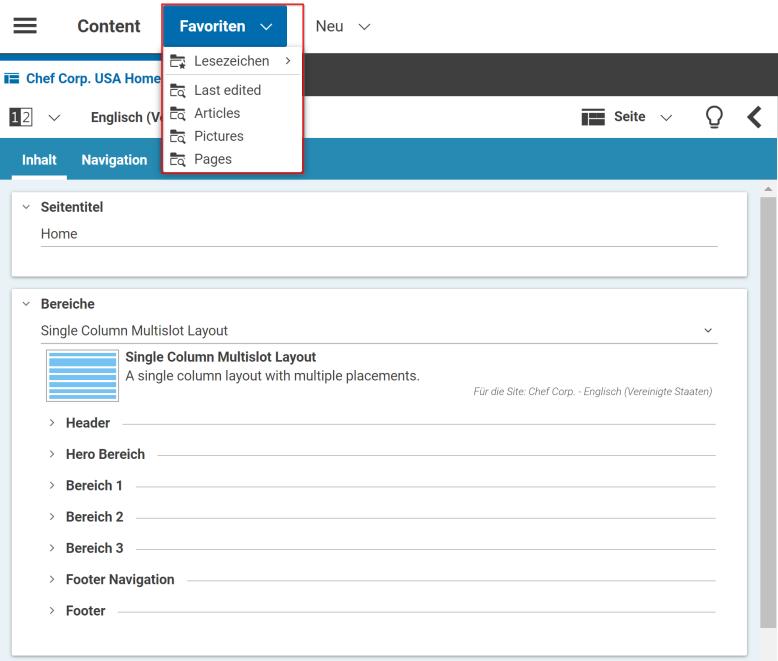 Content Favoriten Neu
Lesezeichen
Chef Corp. USA Home
Last edited
12 Englisch (V Articles Seite
Pictures
Inhalt Navigation Pages
Seitentitel
Home
Bereiche
Single Column Multislot Layout
Single Column Multislot Layout
A single column layout with multiple placements.
Für die Site: Chef Corp. - Englisch (Vereinigte Staaten)
Header
Hero Bereich
Bereich 1
Bereich 2
Bereich 3
Footer Navigation
Footer